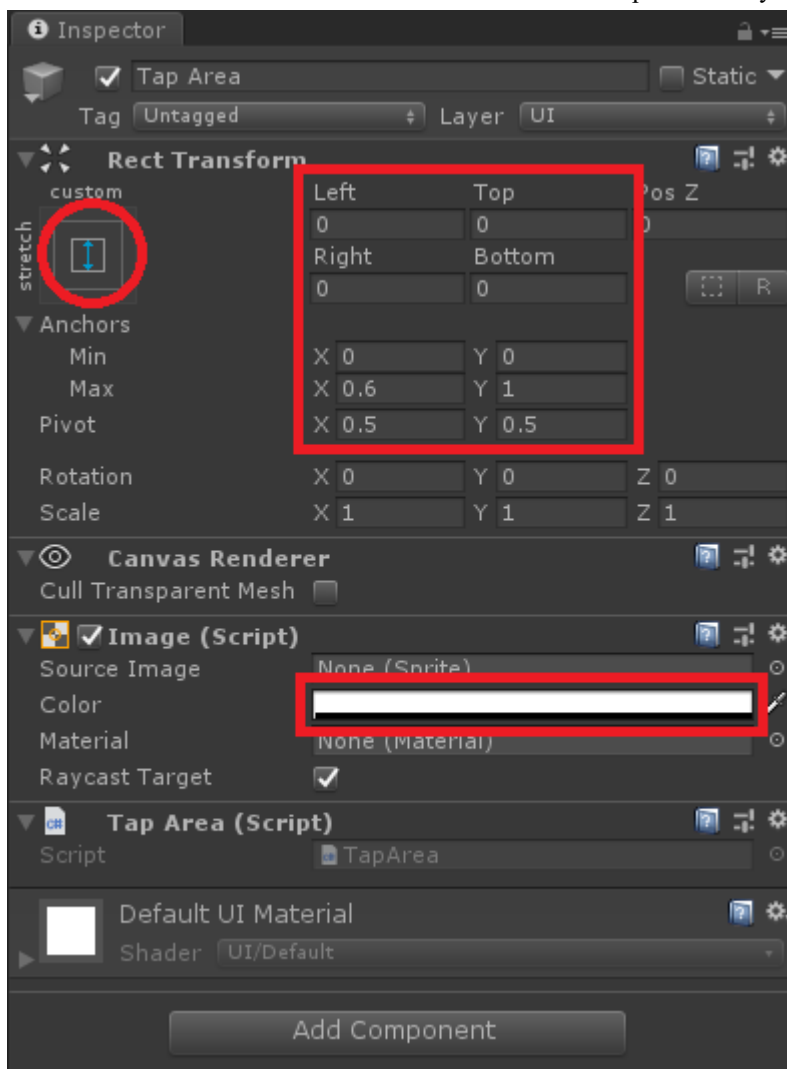 Inspector
Tap Area Static
Tag Untagged Layer UI
Rect Transform
custom Left Top Pos Z
stretch 0 0 0
Right Bottom
0 0 R
Anchors
Min X 0 Y 0
Max X 0.6 Y 1
Pivot X 0.5 Y 0.5
Rotation X 0 Y 0 Z 0
Scale X 1 Y 1 Z 1
Canvas Renderer
Cull Transparent Mesh
Image (Script)
Source Image None (Sprite)
Color
Material None (Material)
Raycast Target
c# Tap Area (Script)
Script TapArea
Default UI Material
Shader UI/Default
Add Component